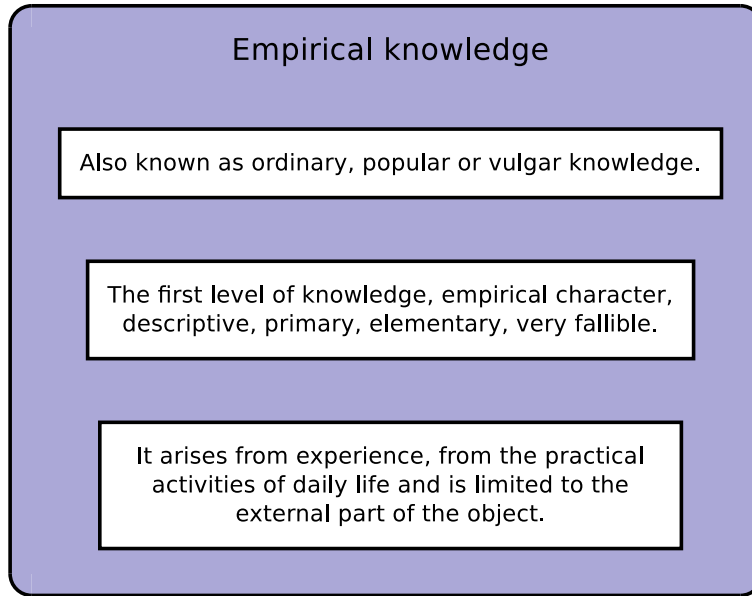 Empirical knowledge
Also known as ordinary, popular or vulgar knowledge.
The first level of knowledge, empirical character,
descriptive, primary, elementary, very fallible.
It arises from experience, from the practical
activities of daily life and is limited to the
external part of the object.